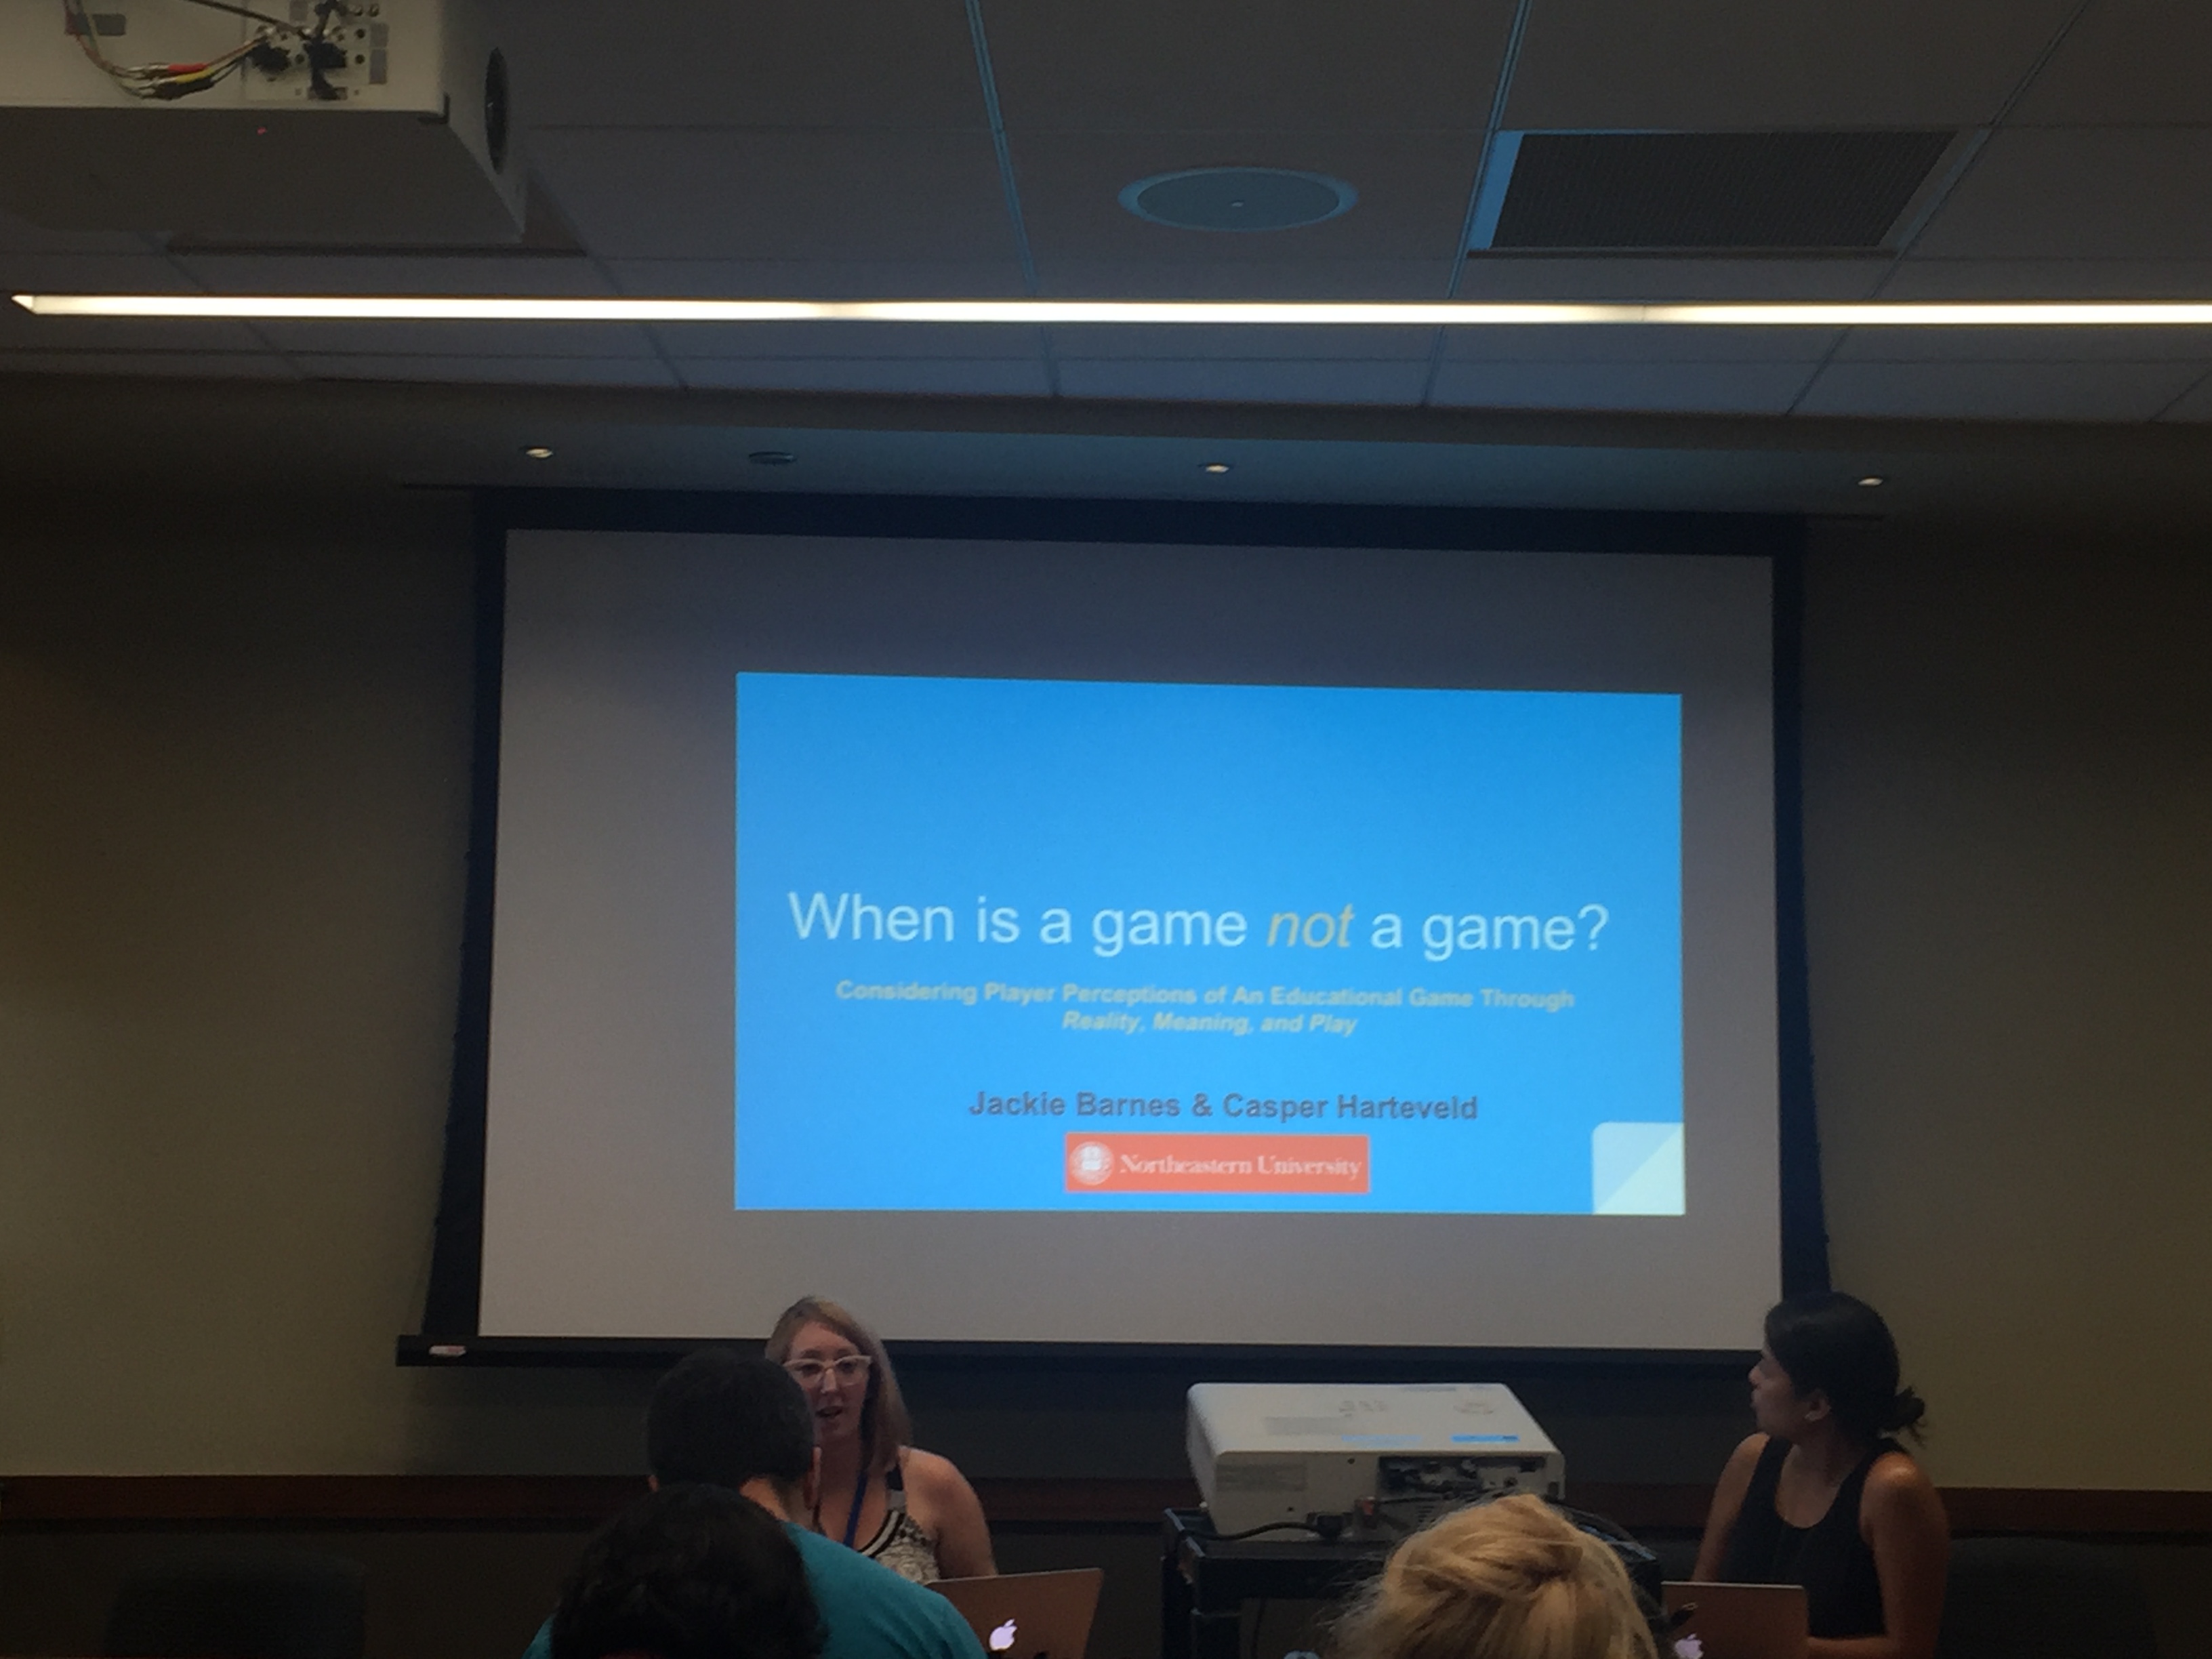 When is a game not a game?
Considering Player Perceptions of An Educational Game Through
Reality, Meaning, and Play
Jackie Barnes & Casper Harteveld
Northeastern University